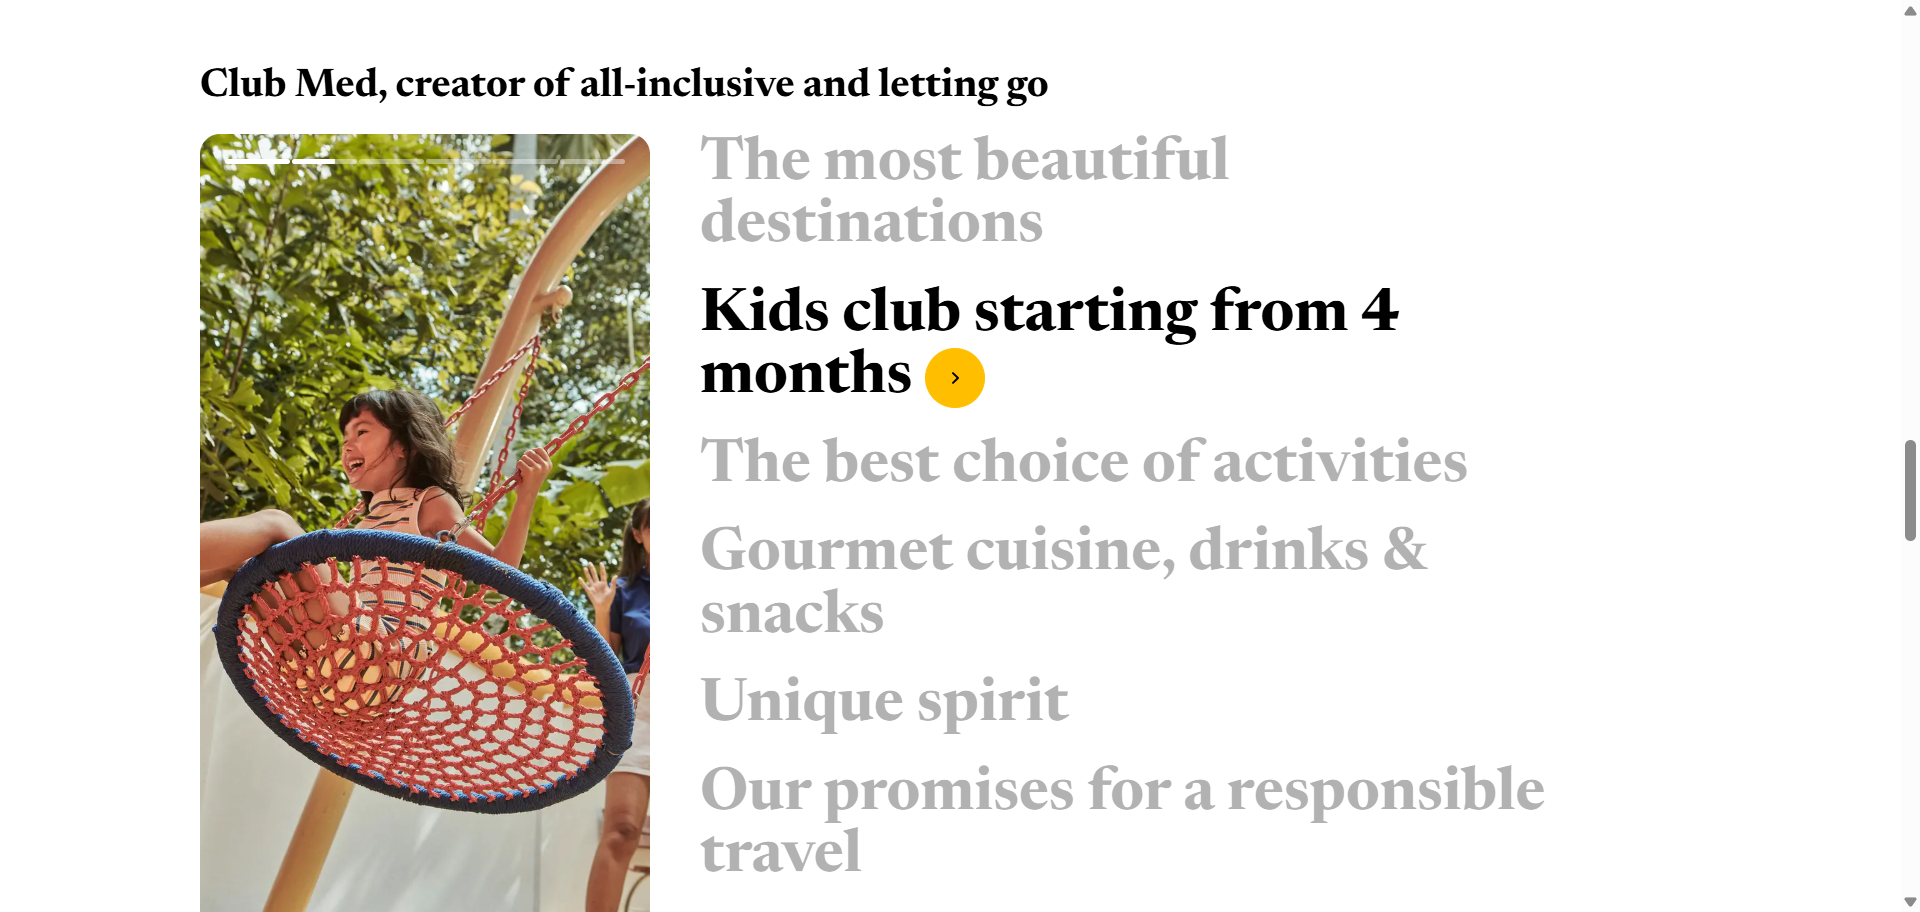 Club Med, creator of all-inclusive and letting go
The most beautiful
destinations
Kids club starting from 4
months
The best choice of activities
Gourmet cuisine, drinks &
snacks
Unique spirit
Our promises for a responsible
travel